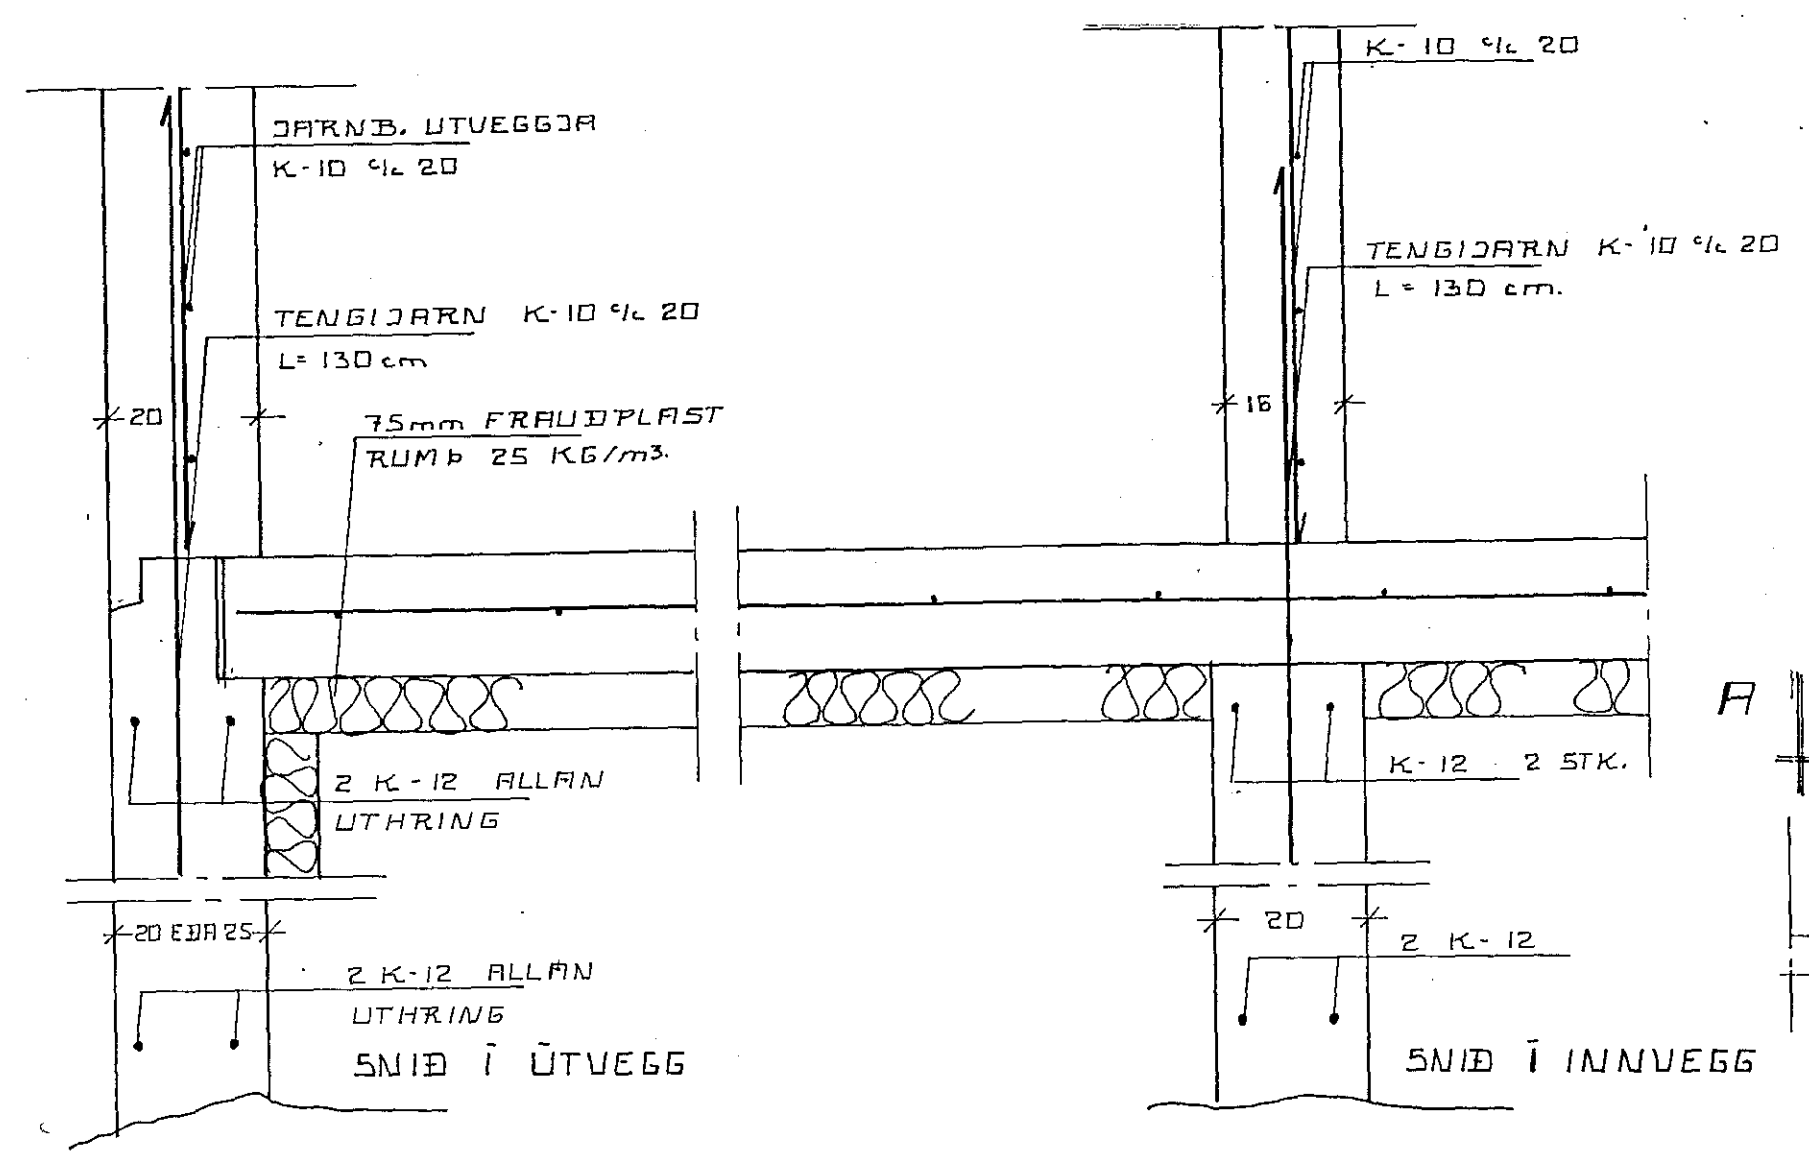 JARNB. UTVEGGJA
K-10 c/c 20
TENGIJARN K-10 c/c 20
L= 130 cm
20
75mm FRAUÐPLAST
RUMÞ 25 KG/m³.
2 K-12 ALLAN
UTHRING
20 EÐA 25
2 K-12 ALLAN
UTHRING
SNIÐ Í ÚTVEGG
K-10 c/c 20
TENGIJARN K-10 c/c 20
L= 130 cm.
16
K-12 2 STK.
20
2 K-12
SNIÐ Í INNVEGG
A